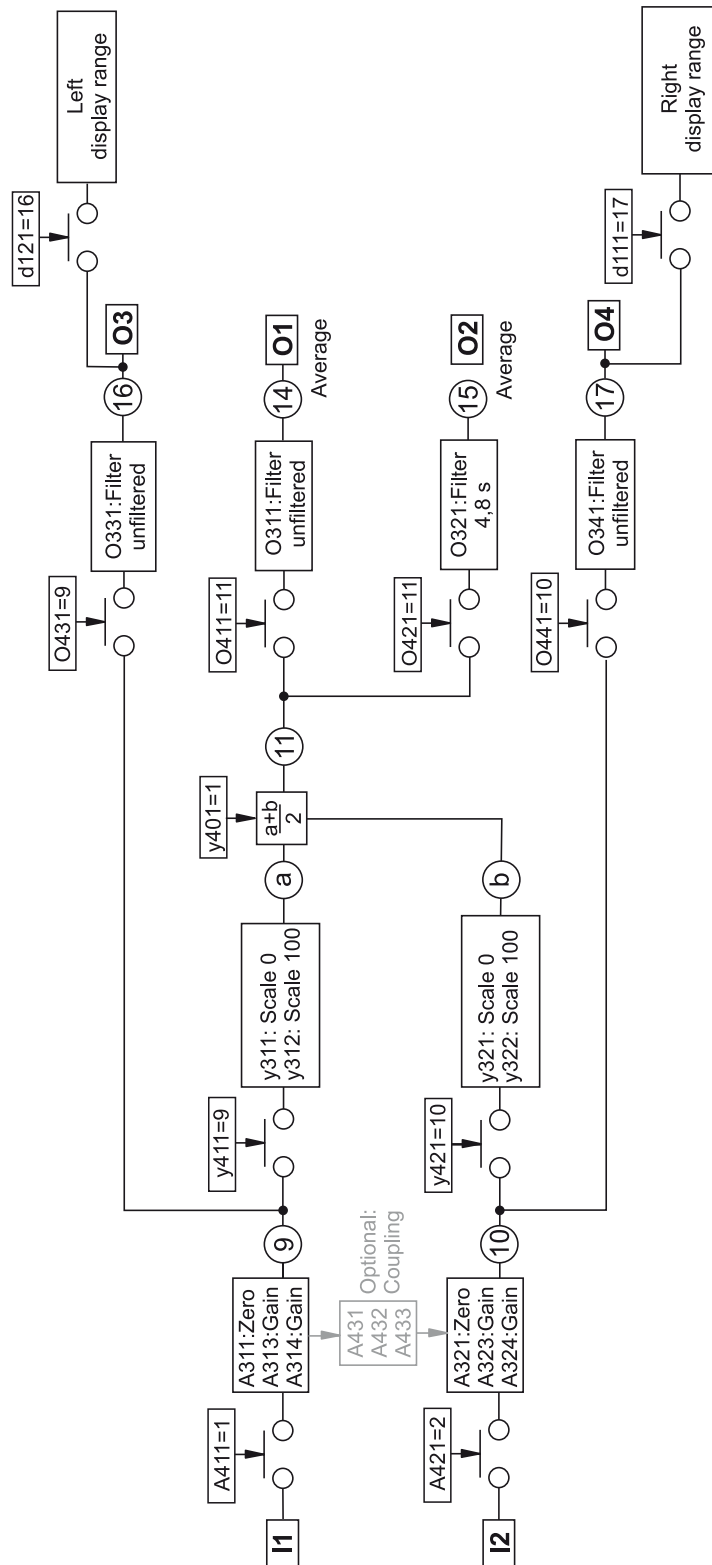 d121=16
Left
display range
O431=9
O331:Filter
unfiltered
16
O3
I1
A411=1
A311:Zero
A313:Gain
A314:Gain
9
y411=9
y311: Scale 0
y312: Scale 100
a
y401=1
a+b
2
11
O411=11
O311:Filter
unfiltered
14
O1
Average
Optional:
Coupling
A431
A432
A433
O421=11
O321:Filter
4,8 s
15
O2
Average
I2
A421=2
A321:Zero
A323:Gain
A324:Gain
10
y421=10
y321: Scale 0
y322: Scale 100
b
O441=10
O341:Filter
unfiltered
17
O4
d111=17
Right
display range